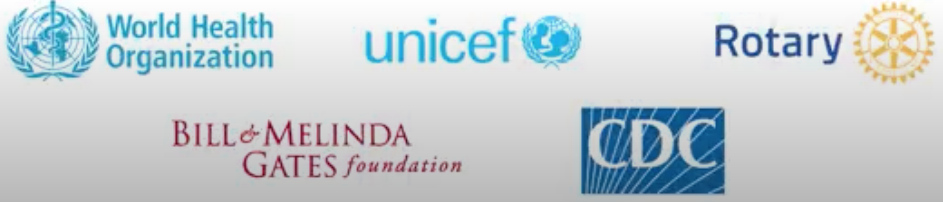 World Health
Organization
unicef
Rotary
BILL & MELINDA
GATES foundation
CDC